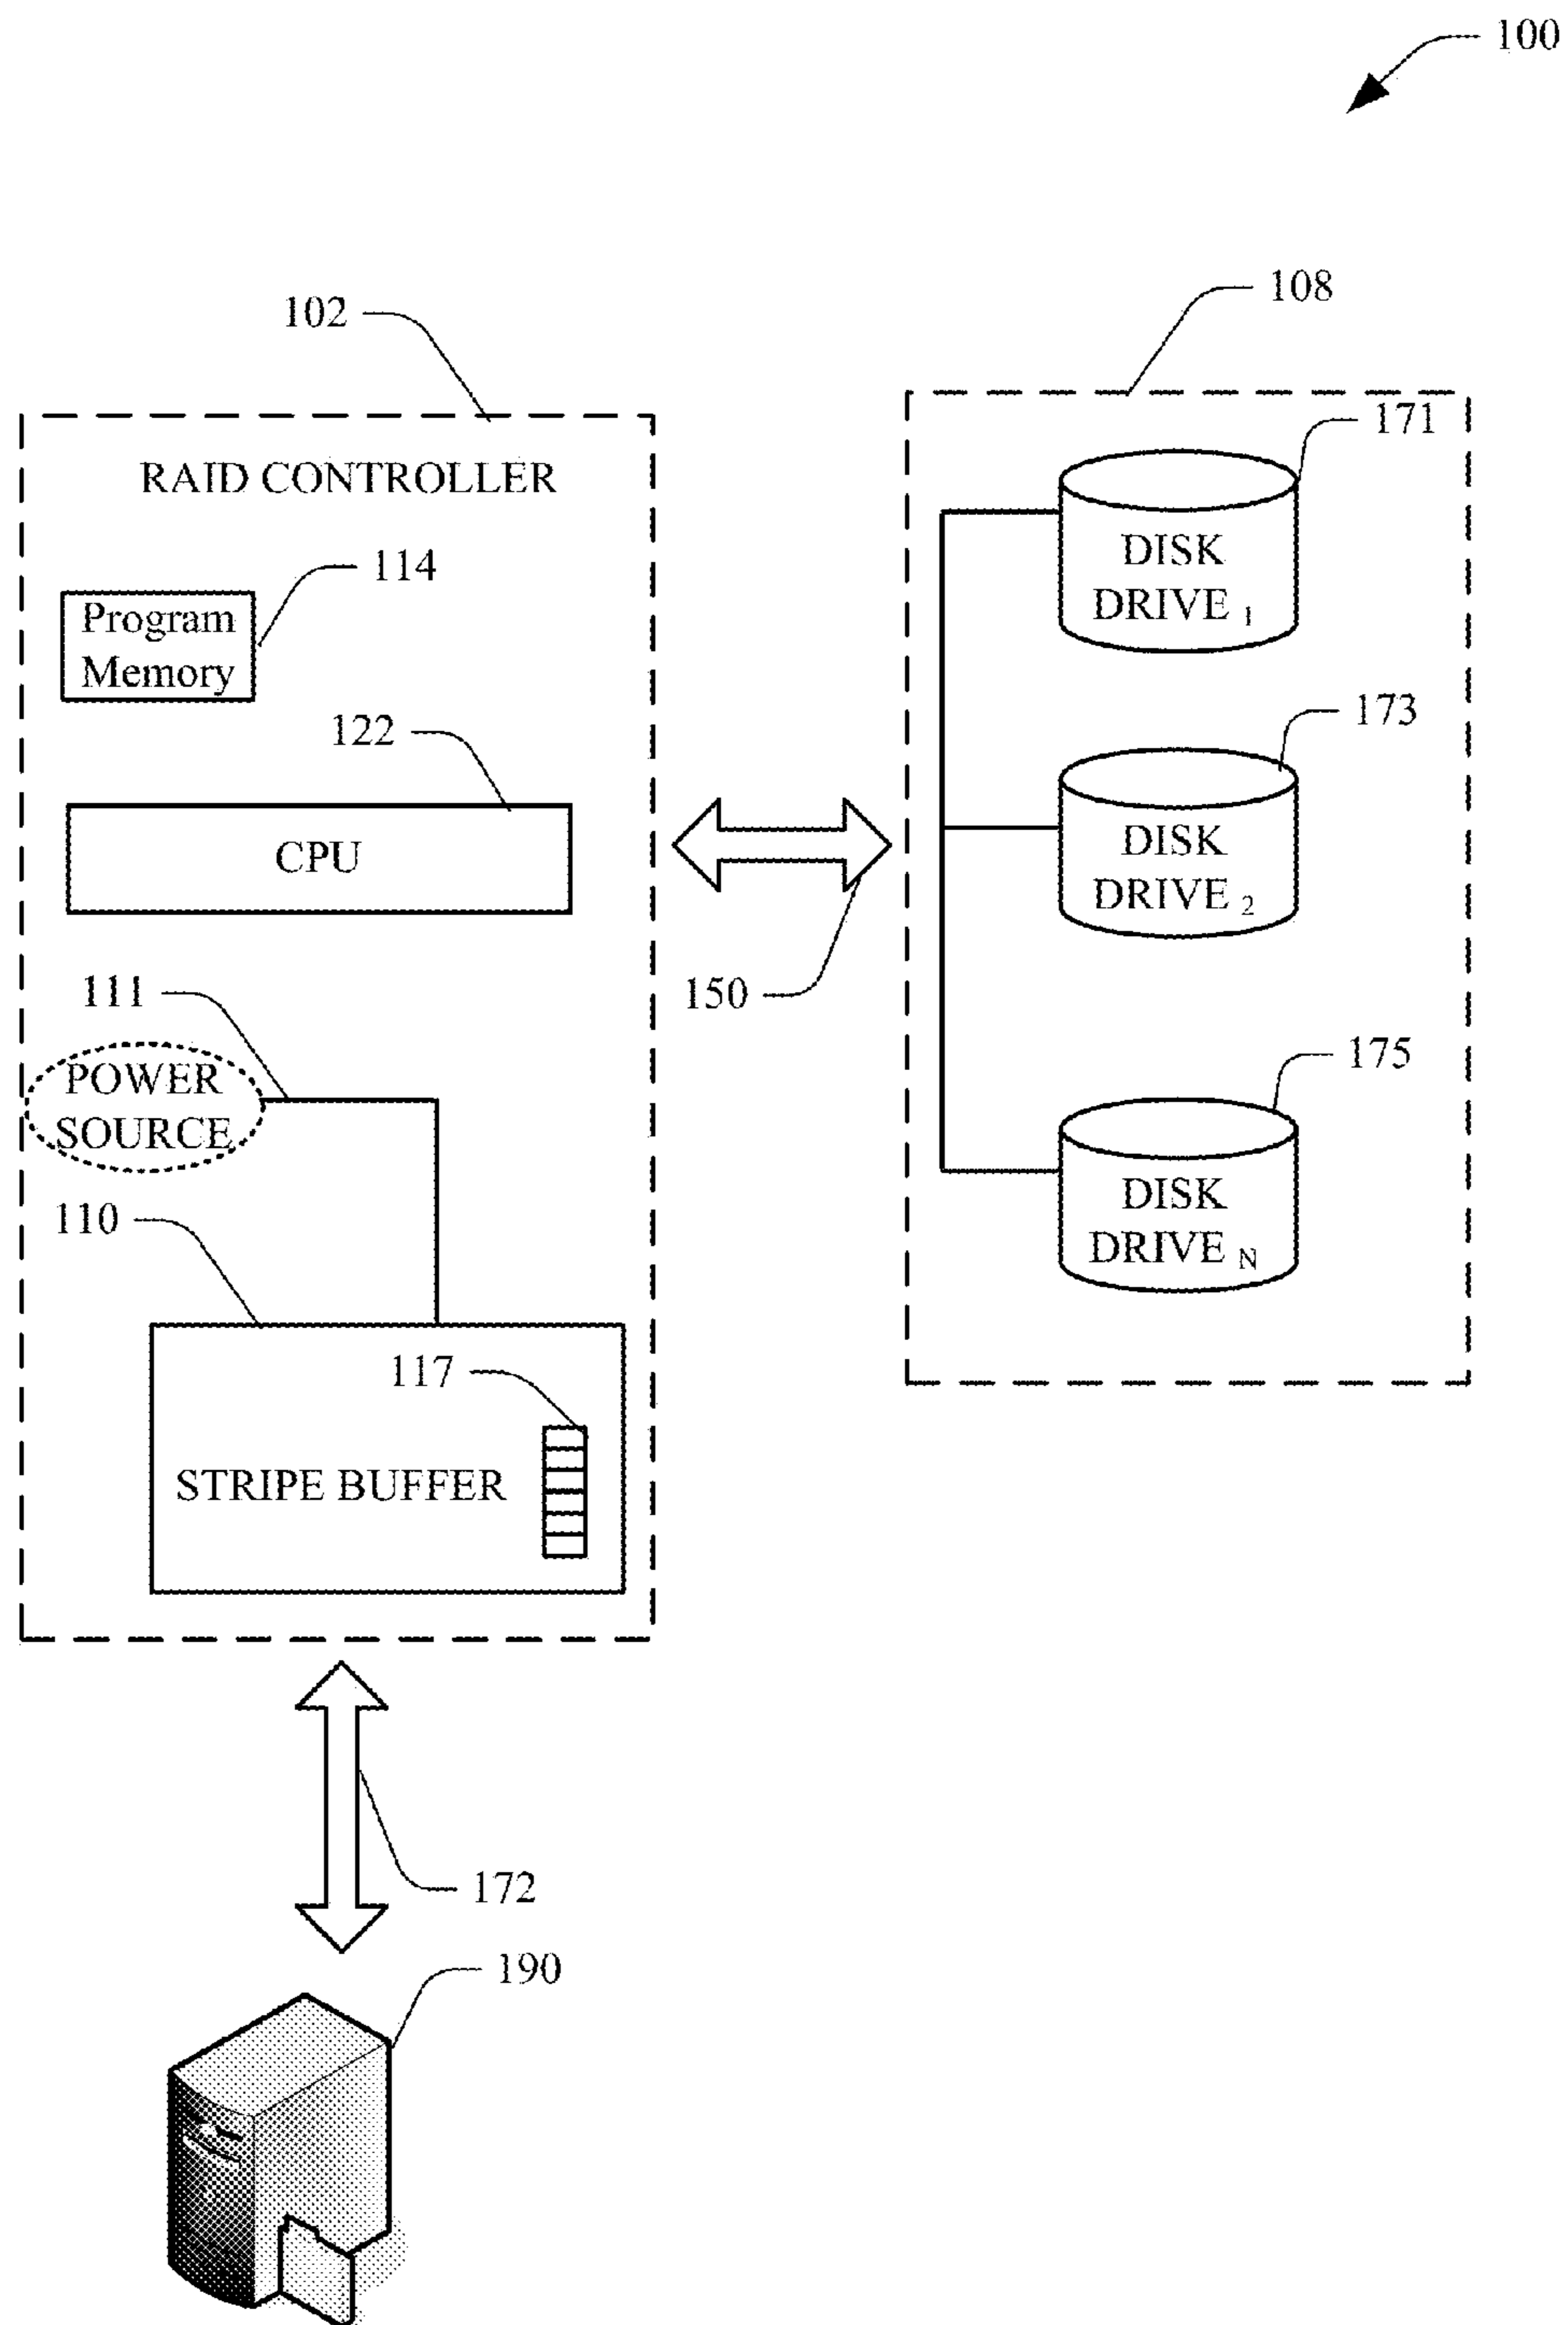 100
102
108
RAID CONTROLLER
171
114
Program
Memory
DISK
DRIVE 1
122
173
CPU
DISK
DRIVE 2
111
150
POWER
SOURCE
175
110
DISK
DRIVE N
117
STRIPE BUFFER
172
190